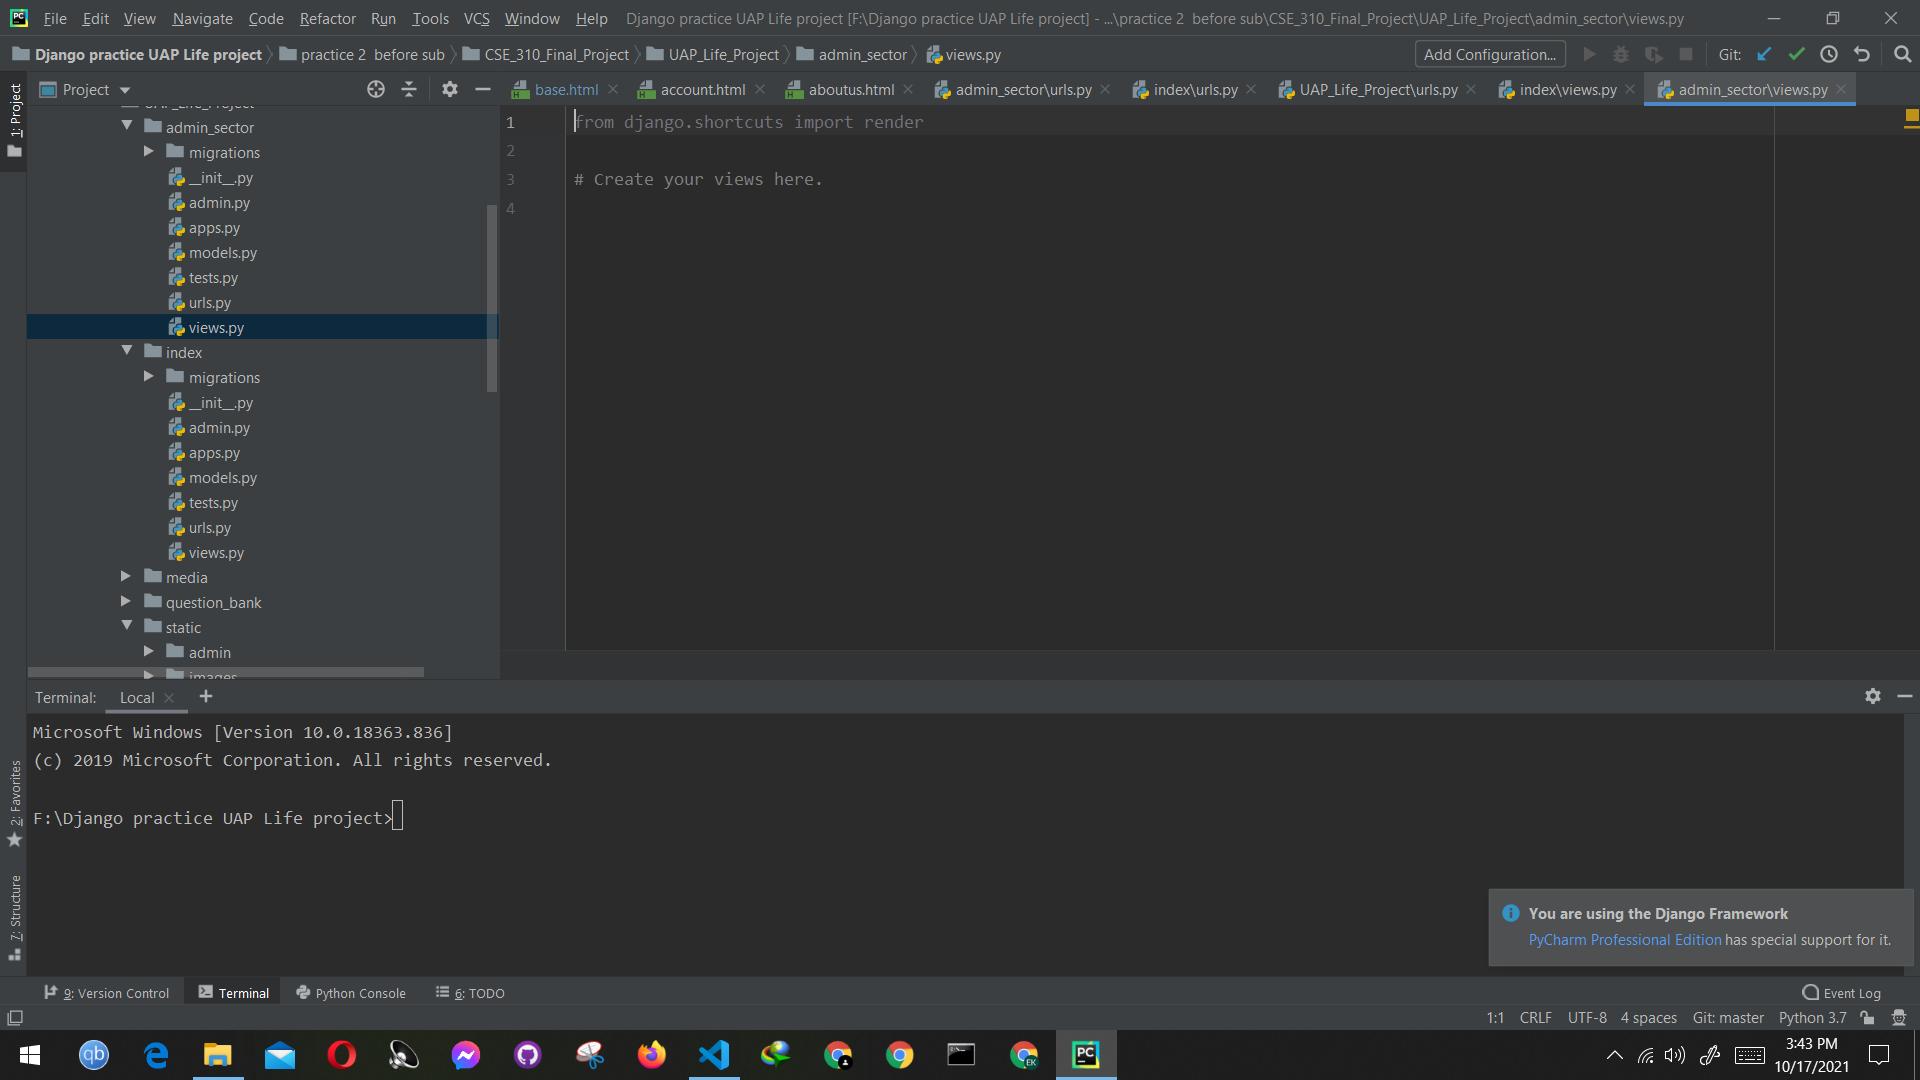 File Edit View Navigate Code Refactor Run Tools VCS Window Help Django practice UAP Life project [F:\Django practice UAP Life project] - ...\practice 2  before sub\CSE_310_Final_Project\UAP_Life_Project\admin_sector\views.py
Django practice UAP Life project practice 2  before sub CSE_310_Final_Project UAP_Life_Project admin_sector views.py Add Configuration... Git:
Project base.html account.html aboutus.html admin_sector\urls.py index\urls.py UAP_Life_Project\urls.py index\views.py admin_sector\views.py
1: Project
UAP_Life_Project
admin_sector
migrations
__init__.py
admin.py
apps.py
models.py
tests.py
urls.py
views.py
index
migrations
__init__.py
admin.py
apps.py
models.py
tests.py
urls.py
views.py
media
question_bank
static
admin
images
1 from django.shortcuts import render
2
3 # Create your views here.
4
Terminal: Local
Microsoft Windows [Version 10.0.18363.836]
(c) 2019 Microsoft Corporation. All rights reserved.
F:\Django practice UAP Life project>
2: Favorites
7: Structure
You are using the Django Framework
PyCharm Professional Edition has special support for it.
9: Version Control Terminal Python Console 6: TODO Event Log
1:1 CRLF UTF-8 4 spaces Git: master Python 3.7
qb EK PC
3:43 PM
10/17/2021